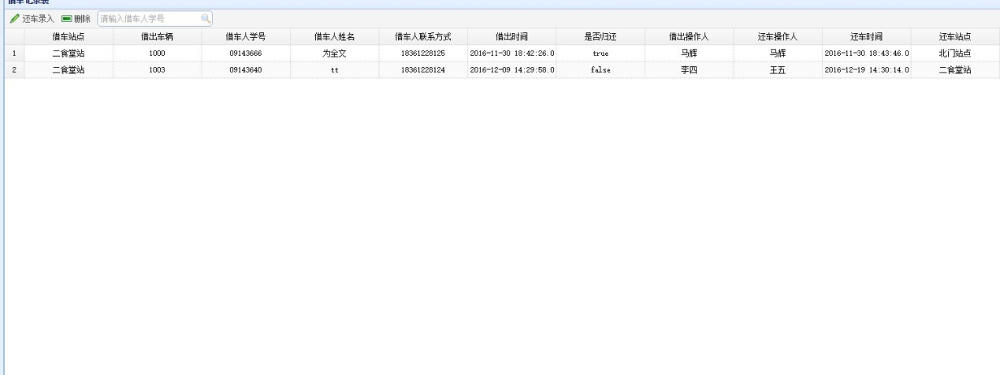 借车记录表
还车录入 删除 请输入借车人学号
借车站点 借出车辆 借车人学号 借车人姓名 借车人联系方式 借出时间 是否归还 借出操作人 还车操作人 还车时间 还车站点
1 二食堂站 1000 09143666 为全文 18361228125 2016-11-30 18:42:26.0 true 马辉 马辉 2016-11-30 18:43:46.0 北门站点
2 二食堂站 1003 09143640 tt 18361228124 2016-12-09 14:29:58.0 false 李四 王五 2016-12-19 14:30:14.0 二食堂站